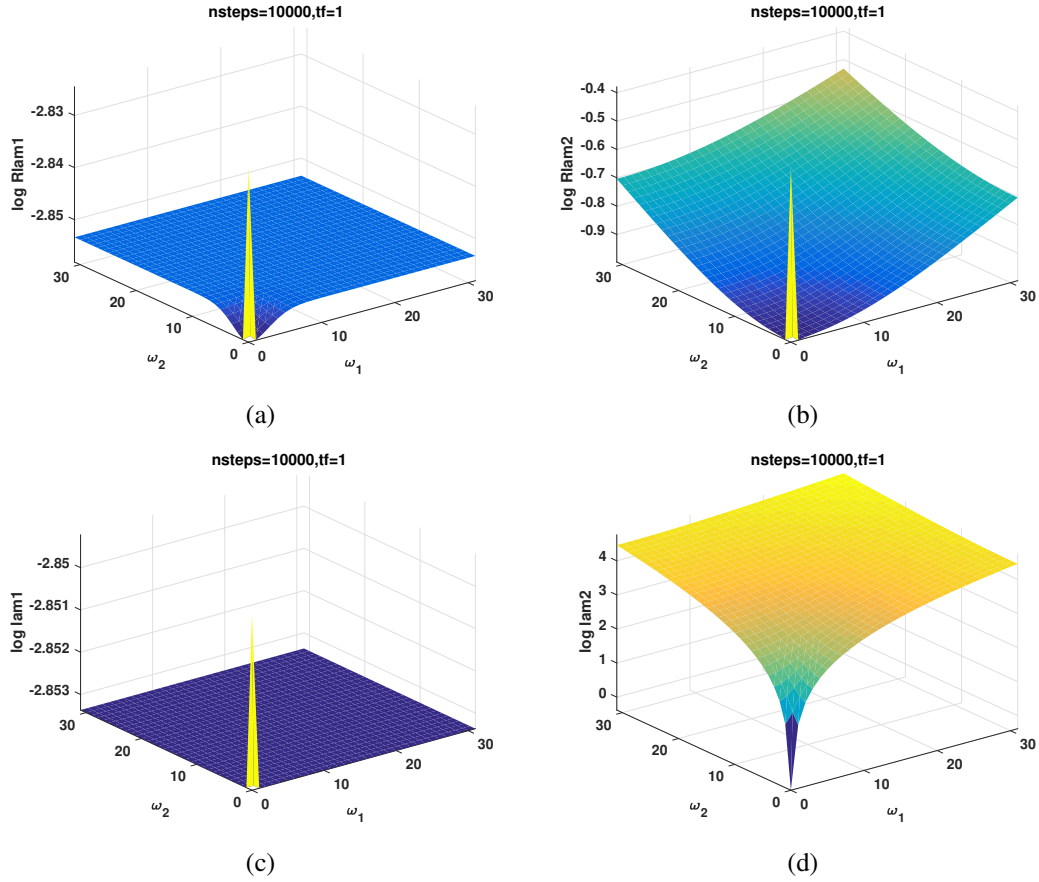 nsteps=10000,tf=1
log Rlam1
-2.83
-2.84
-2.85
30
20
10
0
ω2
0
10
20
30
ω1
(a)
nsteps=10000,tf=1
log Rlam2
-0.4
-0.5
-0.6
-0.7
-0.8
-0.9
30
20
10
0
ω2
0
10
20
30
ω1
(b)
nsteps=10000,tf=1
log lam1
-2.85
-2.851
-2.852
-2.853
30
20
10
0
ω2
0
10
20
30
ω1
(c)
nsteps=10000,tf=1
log lam2
4
3
2
1
0
30
20
10
0
ω2
0
10
20
30
ω1
(d)